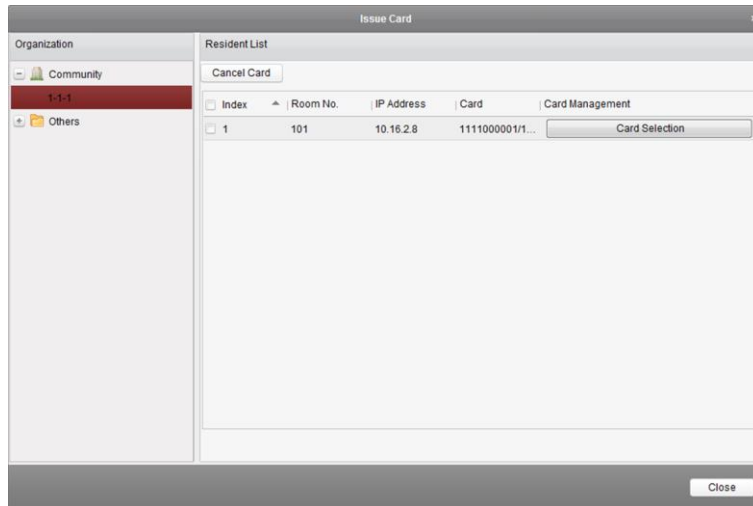 Issue Card
Organization
Resident List
Community
1-1-1
Others
Cancel Card
Index Room No. IP Address Card Card Management
1 101 10.16.2.8 1111000001/1... Card Selection
Close